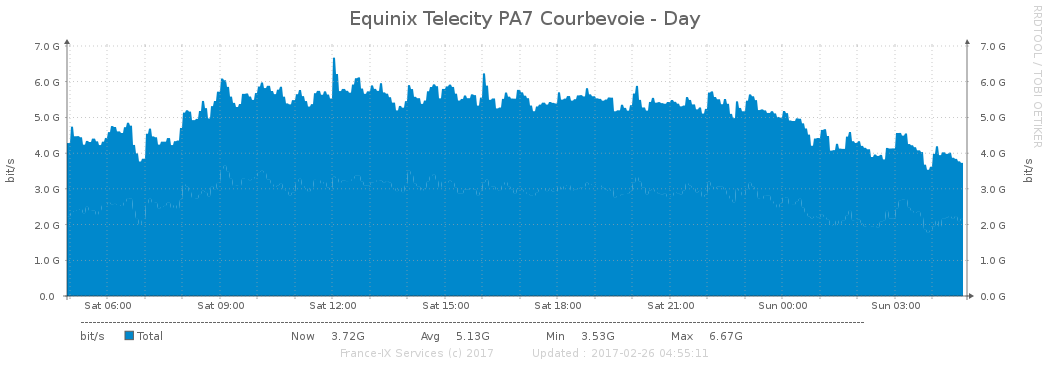 Equinix Telecity PA7 Courbevoie - Day
RRDTOOL / TOBI OETIKER
7.0 G 7.0 G
6.0 G 6.0 G
5.0 G 5.0 G
4.0 G 4.0 G
3.0 G 3.0 G
2.0 G 2.0 G
1.0 G 1.0 G
0.0 0.0 G
bit/s bit/s
Sat 06:00 Sat 09:00 Sat 12:00 Sat 15:00 Sat 18:00 Sat 21:00 Sun 00:00 Sun 03:00
bit/s Total Now 3.72G Avg 5.13G Min 3.53G Max 6.67G
France-IX Services (c) 2017 Updated : 2017-02-26 04:55:11